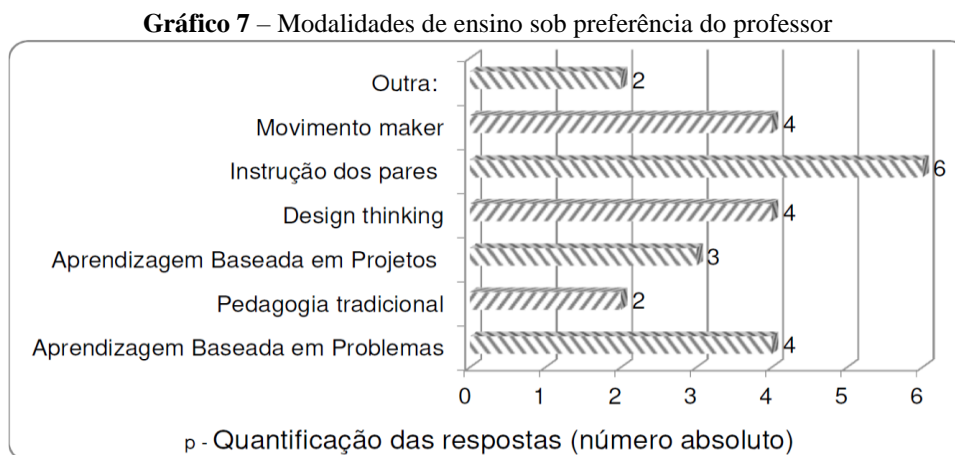 Gráfico 7 – Modalidades de ensino sob preferência do professor
Outra: 2
Movimento maker 4
Instrução dos pares 6
Design thinking 4
Aprendizagem Baseada em Projetos 3
Pedagogia tradicional 2
Aprendizagem Baseada em Problemas 4
0 1 2 3 4 5 6
p - Quantificação das respostas (número absoluto)